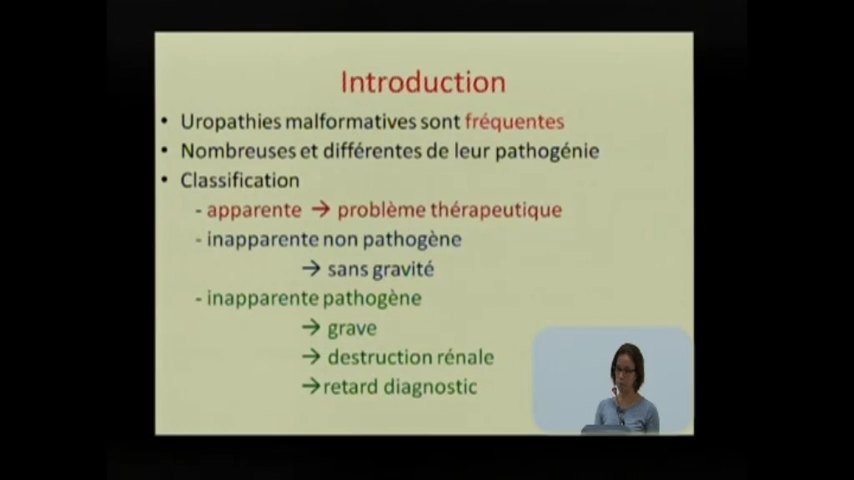 Introduction
• Uropathies malformatives sont fréquentes
• Nombreuses et différentes de leur pathogénie
• Classification
- apparente → problème thérapeutique
- inapparente non pathogène
→ sans gravité
- inapparente pathogène
→ grave
→ destruction rénale
→retard diagnostic